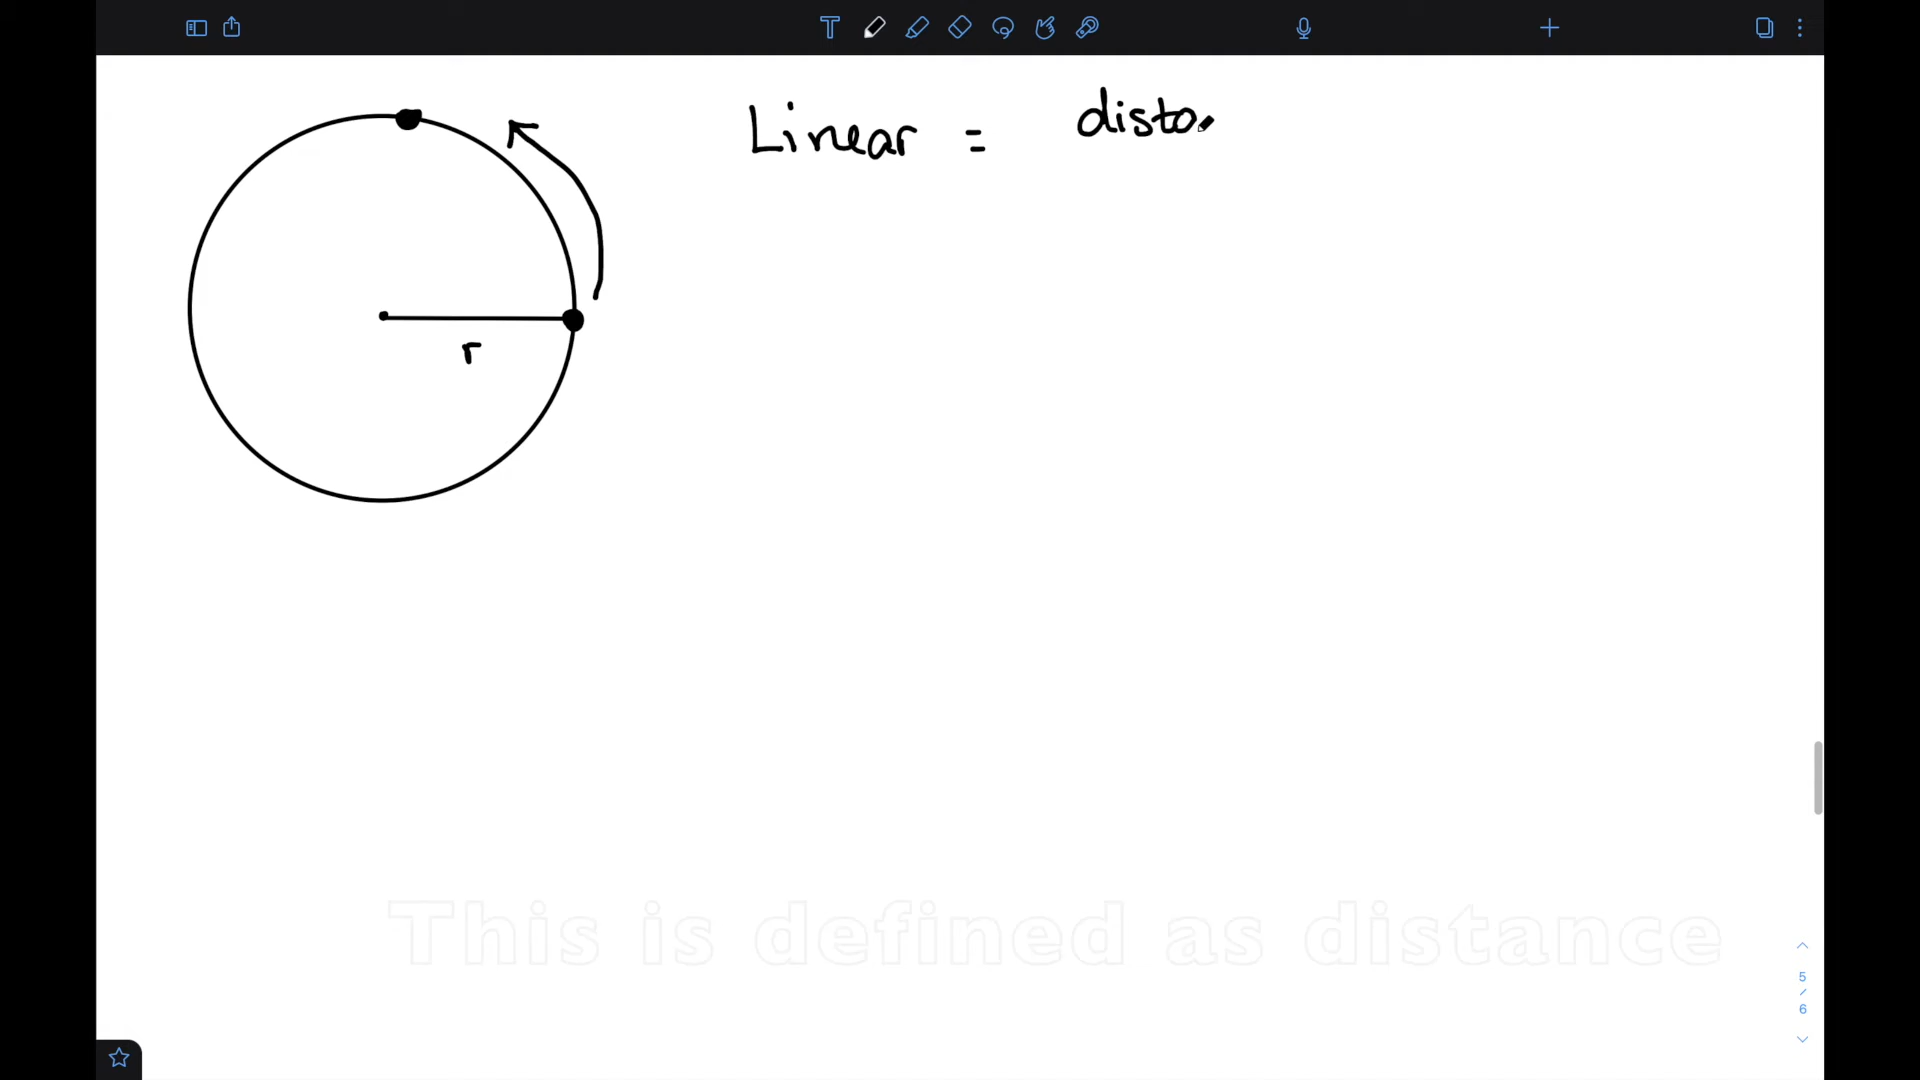 Linear = dista
r
This is defined as distance
5
/
6